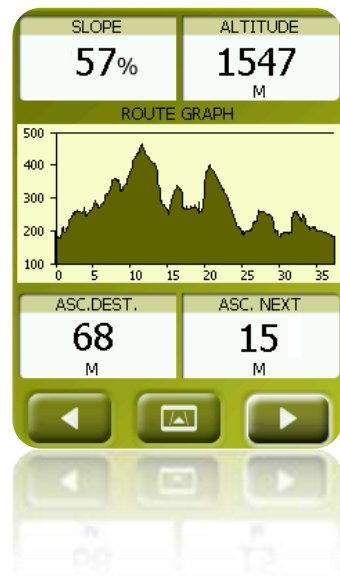 SLOPE ALTITUDE
57% 1547
M
ROUTE GRAPH
500
400
300
200
100
0 5 10 15 20 25 30 35
ASC.DEST. ASC. NEXT
68 15
M M